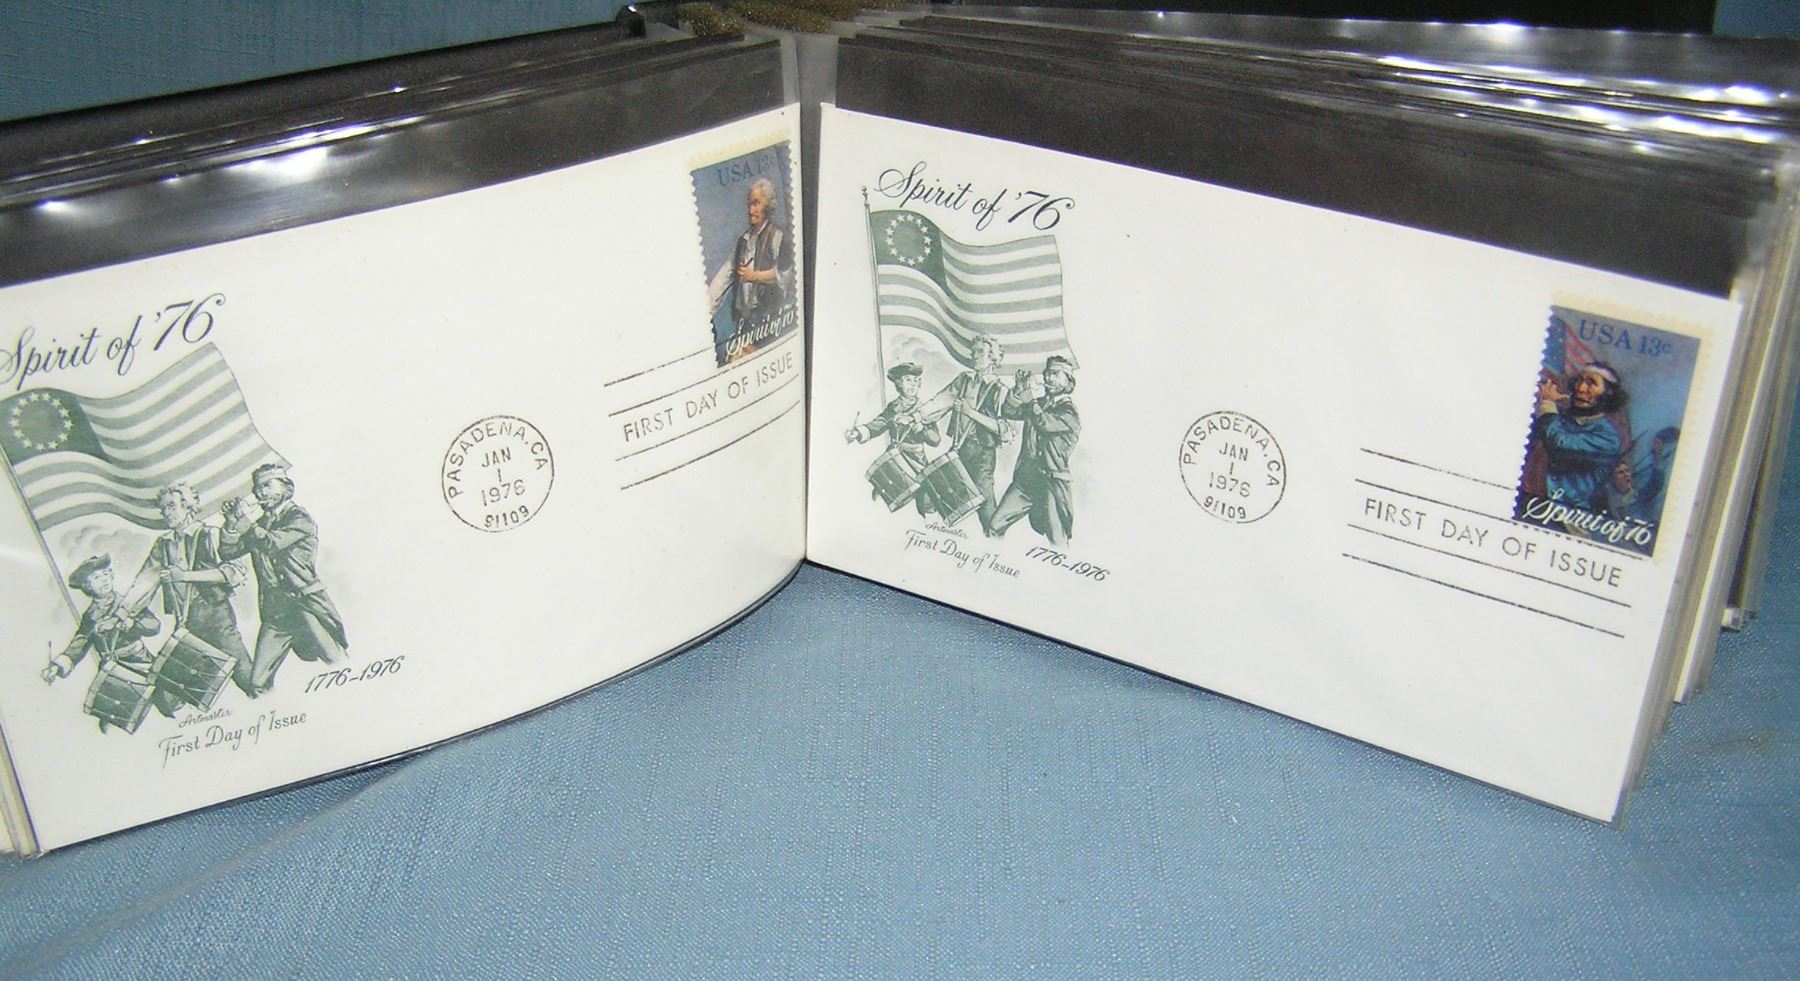 Spirit of '76
USA 13c
Spirit of 76
FIRST DAY OF ISSUE
PASADENA, CA
JAN
1
1976
91109
1776-1976
Artmaster
First Day of Issue
Spirit of '76
USA 13c
Spirit of 76
FIRST DAY OF ISSUE
PASADENA, CA
JAN
1
1976
91109
Artmaster
First Day of Issue
1776-1976